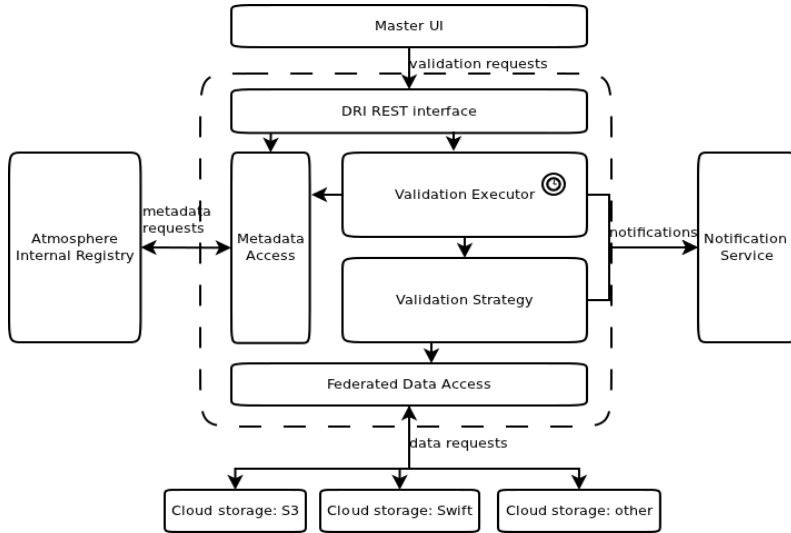 Master UI
validation requests
DRI REST interface
Validation Executor
metadata
requests
Atmosphere
Internal Registry
Metadata
Access
notifications
Notification
Service
Validation Strategy
Federated Data Access
data requests
Cloud storage: S3
Cloud storage: Swift
Cloud storage: other